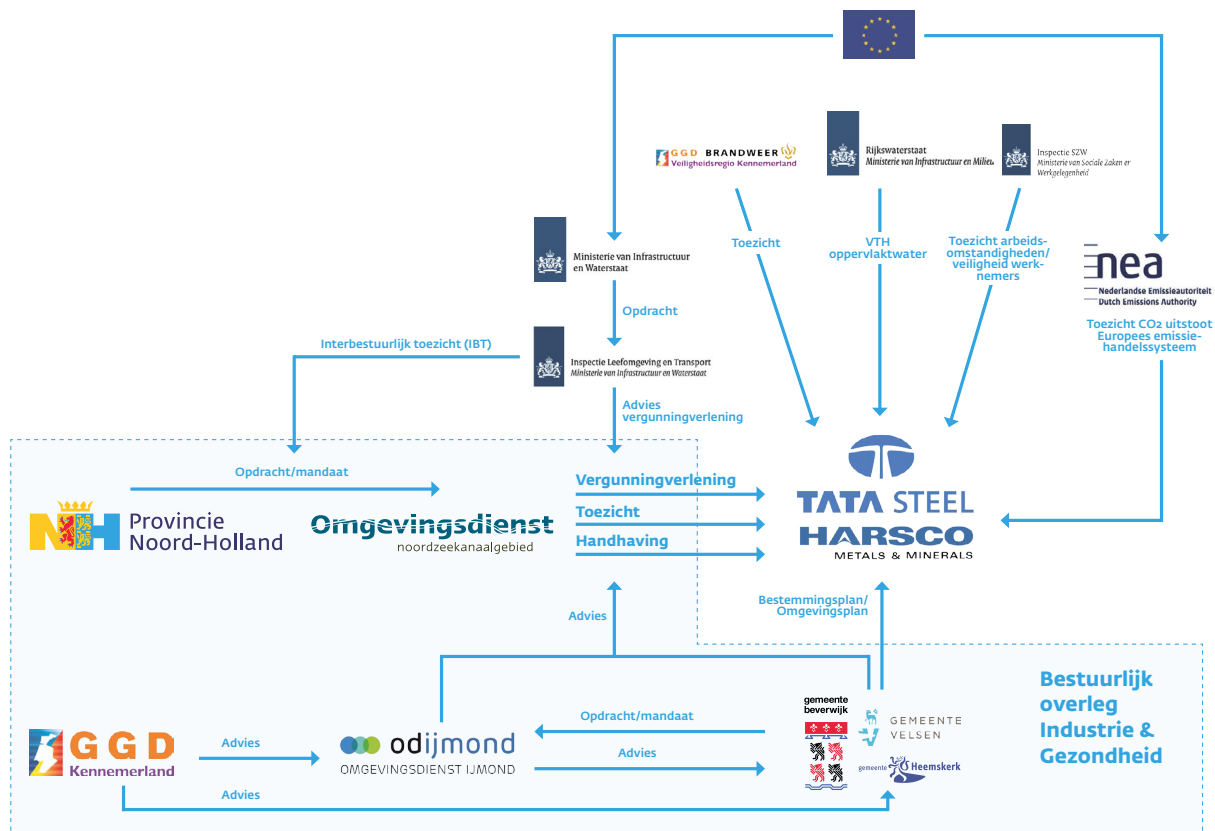 GGD BRANDWEER
Veiligheidsregio Kennemerland
Rijkswaterstaat
Ministerie van Infrastructuur en Milieu
Inspectie SZW
Ministerie van Sociale Zaken er
Werkgelegenheid
Toezicht
VTH
oppervlaktwater
Toezicht arbeids-
omstandigheden/
veiligheid werk-
nemers
nea
Nederlandse Emissieautoriteit
Dutch Emissions Authority
Toezicht CO2 uitstoot
Europees emissie-
handelssysteem
Ministerie van Infrastructuur
en Waterstaat
Opdracht
Interbestuurlijk toezicht (IBT)
Inspectie Leefomgeving en Transport
Ministerie van Infrastructuur en Waterstaat
Advies
vergunningverlening
Opdracht/mandaat
NH Provincie
Noord-Holland
Omgevingsdienst
noordzeekanaalgebied
Vergunningverlening
Toezicht
Handhaving
TATA STEEL
HARSCO
METALS & MINERALS
Advies
Bestemmingsplan/
Omgevingsplan
Bestuurlijk
overleg
Industrie &
Gezondheid
GGD
Kennemerland
Advies
odijmond
OMGEVINGSDIENST IJMOND
Opdracht/mandaat
Advies
gemeente
beverwijk
GEMEENTE
VELSEN
gemeente Heemskerk
Advies